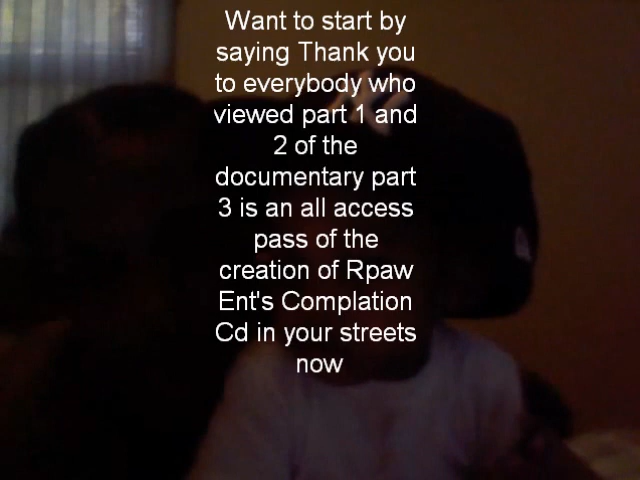 Want to start by
saying Thank you
to everybody who
viewed part 1 and
2 of the
documentary part
3 is an all access
pass of the
creation of Rpaw
Ent's Complation
Cd in your streets
now